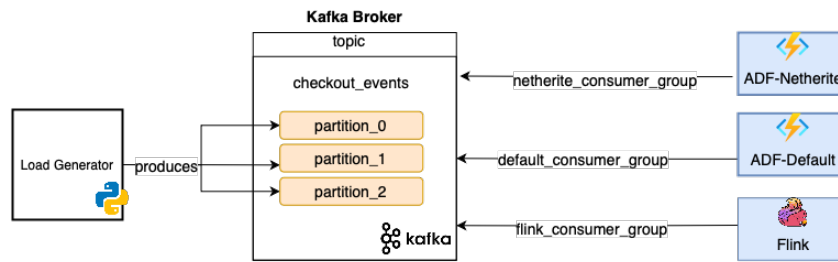 Kafka Broker
topic
checkout_events
partition_0
partition_1
partition_2
kafka
Load Generator
produces
netherite_consumer_group
default_consumer_group
flink_consumer_group
ADF-Netherite
ADF-Default
Flink